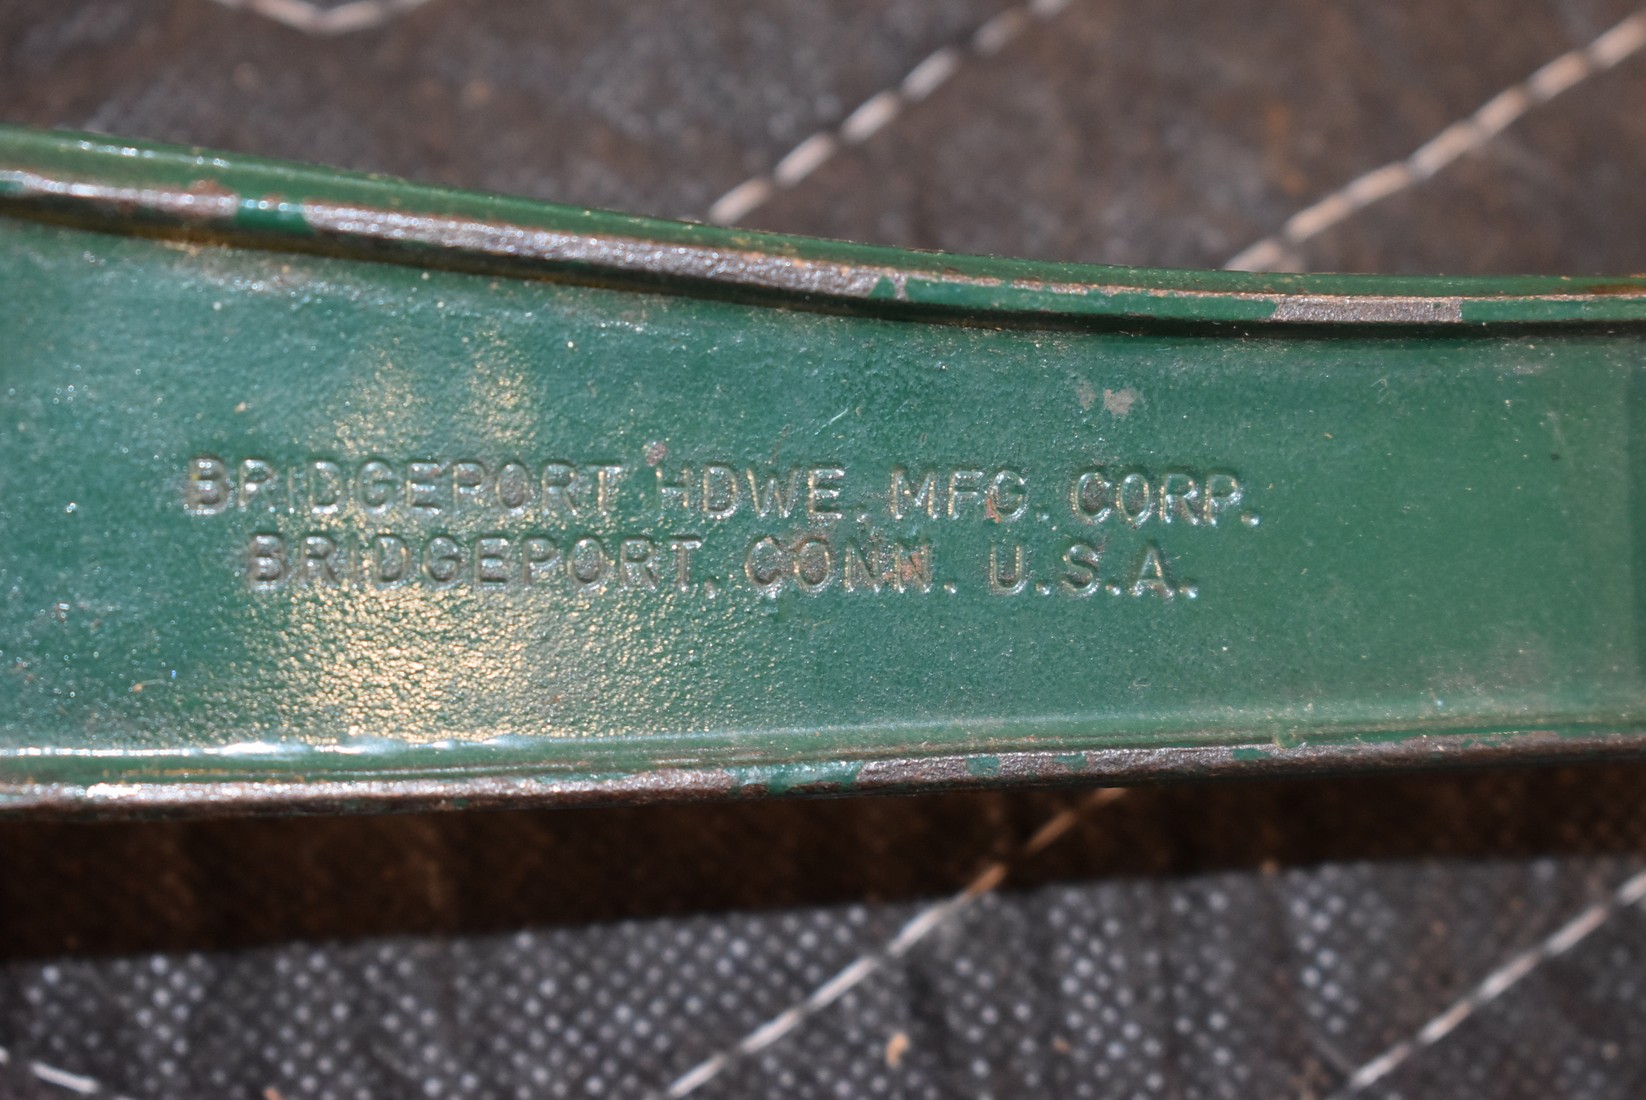 BRIDGEPORT HDWE. MFG. CORP.
BRIDGEPORT, CONN. U.S.A.